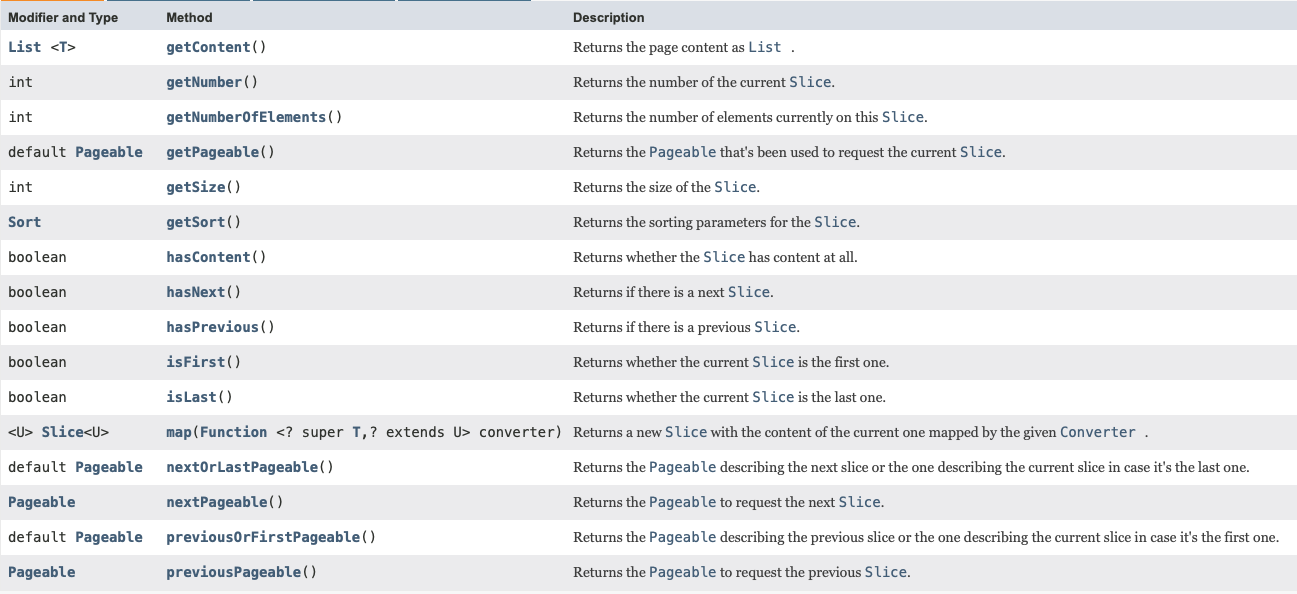 Modifier and Type Method Description
List <T> getContent() Returns the page content as List .
int getNumber() Returns the number of the current Slice.
int getNumberOfElements() Returns the number of elements currently on this Slice.
default Pageable getPageable() Returns the Pageable that's been used to request the current Slice.
int getSize() Returns the size of the Slice.
Sort getSort() Returns the sorting parameters for the Slice.
boolean hasContent() Returns whether the Slice has content at all.
boolean hasNext() Returns if there is a next Slice.
boolean hasPrevious() Returns if there is a previous Slice.
boolean isFirst() Returns whether the current Slice is the first one.
boolean isLast() Returns whether the current Slice is the last one.
<U> Slice<U> map(Function <? super T,? extends U> converter) Returns a new Slice with the content of the current one mapped by the given Converter .
default Pageable nextOrLastPageable() Returns the Pageable describing the next slice or the one describing the current slice in case it's the last one.
Pageable nextPageable() Returns the Pageable to request the next Slice.
default Pageable previousOrFirstPageable() Returns the Pageable describing the previous slice or the one describing the current slice in case it's the first one.
Pageable previousPageable() Returns the Pageable to request the previous Slice.